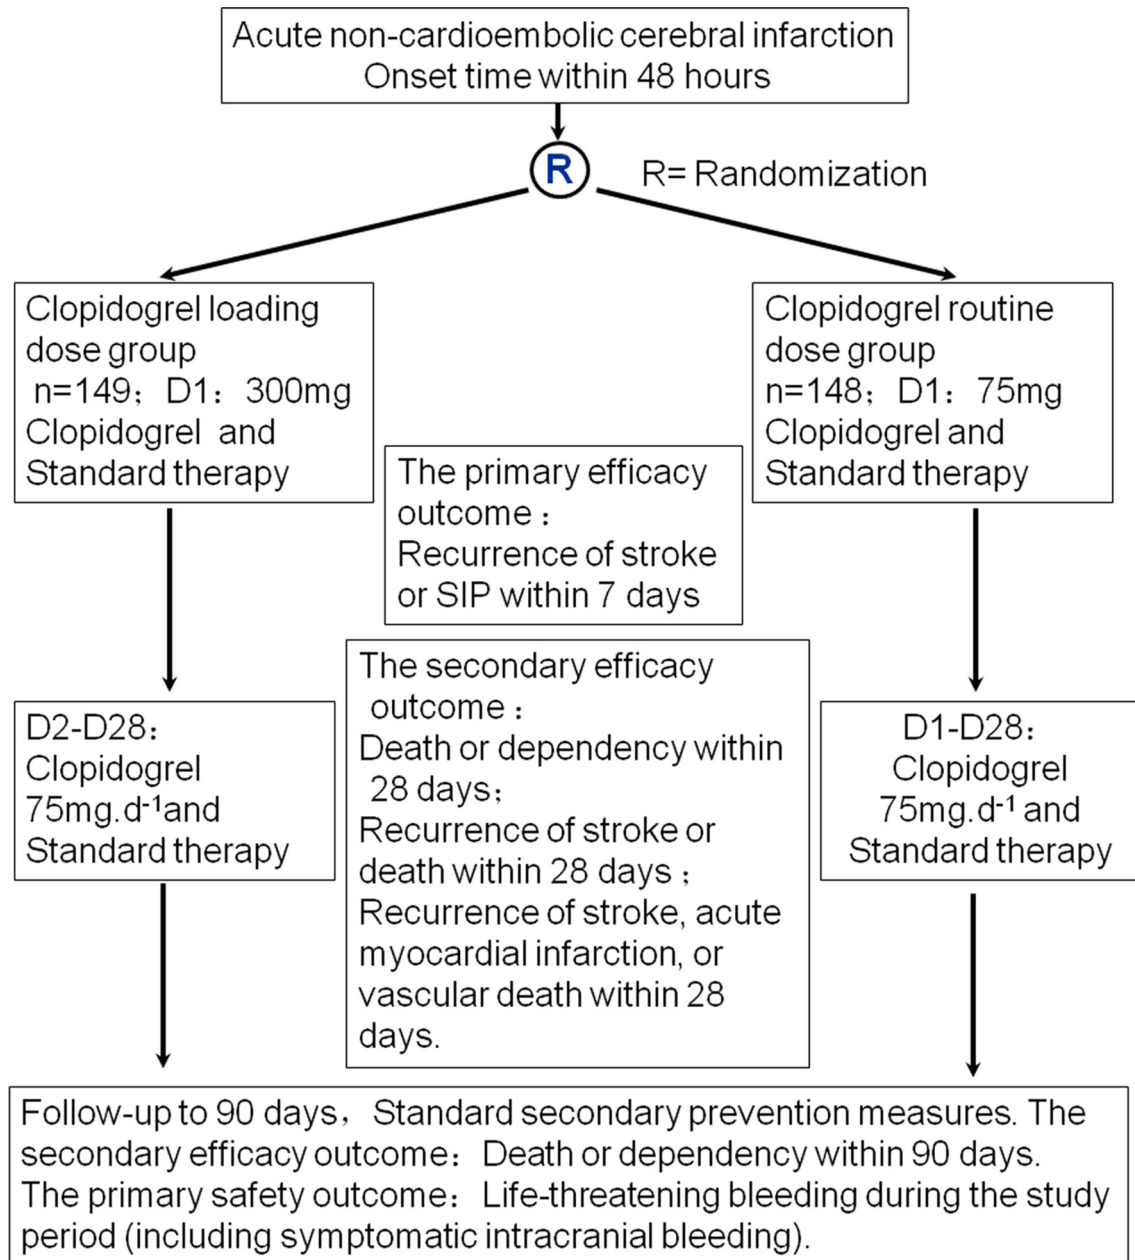 Acute non-cardioembolic cerebral infarction
Onset time within 48 hours
R
R= Randomization
Clopidogrel loading
dose group
n=149；D1：300mg
Clopidogrel and
Standard therapy
Clopidogrel routine
dose group
n=148；D1：75mg
Clopidogrel and
Standard therapy
The primary efficacy
outcome：
Recurrence of stroke
or SIP within 7 days
The secondary efficacy
outcome：
Death or dependency within
28 days；
Recurrence of stroke or
death within 28 days；
Recurrence of stroke, acute
myocardial infarction, or
vascular death within 28
days.
D2-D28：
Clopidogrel
75mg.d⁻¹and
Standard therapy
D1-D28：
Clopidogrel
75mg.d⁻¹ and
Standard therapy
Follow-up to 90 days，Standard secondary prevention measures. The
secondary efficacy outcome：Death or dependency within 90 days.
The primary safety outcome：Life-threatening bleeding during the study
period (including symptomatic intracranial bleeding).